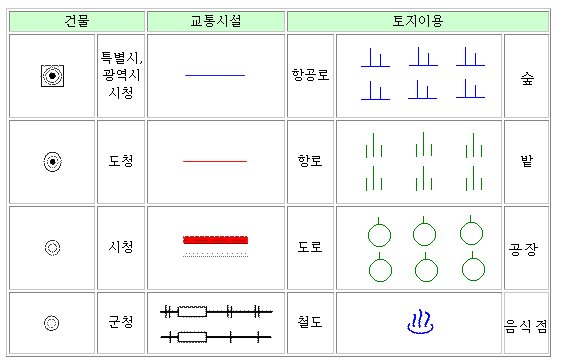 건물 교통시설 토지이용
특별시,
광역시
시청
항공로
숲
도청
항로
밭
시청
도로
공장
군청
철도
음식점